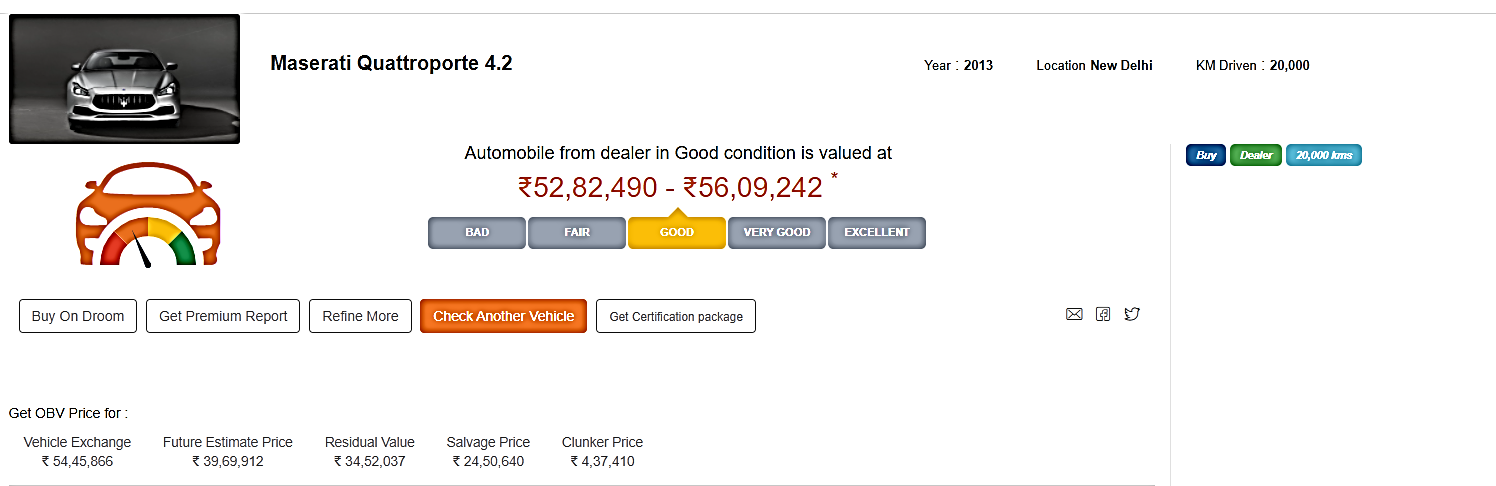 Maserati Quattroporte 4.2
Year : 2013 Location New Delhi KM Driven : 20,000
Automobile from dealer in Good condition is valued at
₹52,82,490 - ₹56,09,242 *
BAD FAIR GOOD VERY GOOD EXCELLENT
Buy Dealer 20,000 kms
Buy On Droom Get Premium Report Refine More Check Another Vehicle Get Certification package
Get OBV Price for :
Vehicle Exchange Future Estimate Price Residual Value Salvage Price Clunker Price
₹ 54,45,866 ₹ 39,69,912 ₹ 34,52,037 ₹ 24,50,640 ₹ 4,37,410